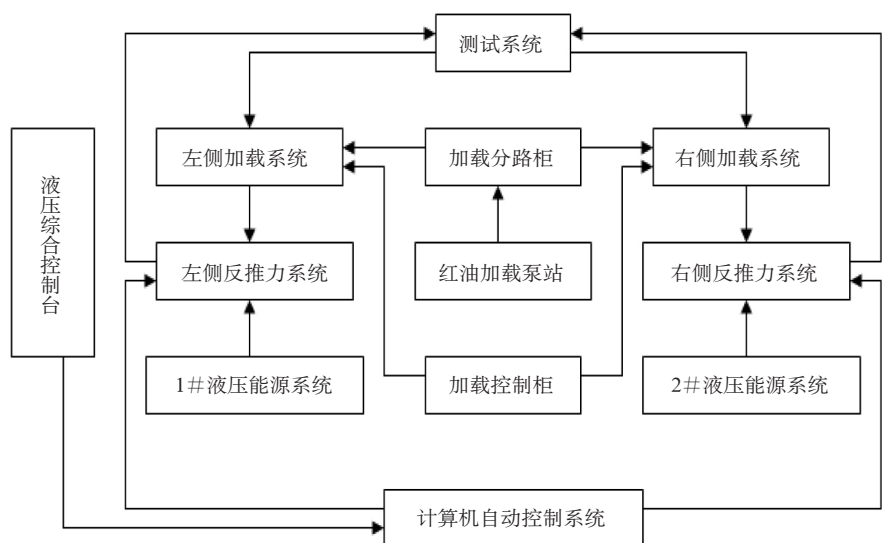 测试系统
左侧加载系统
加载分路柜
右侧加载系统
液压综合控制台
左侧反推力系统
红油加载泵站
右侧反推力系统
1＃液压能源系统
加载控制柜
2＃液压能源系统
计算机自动控制系统